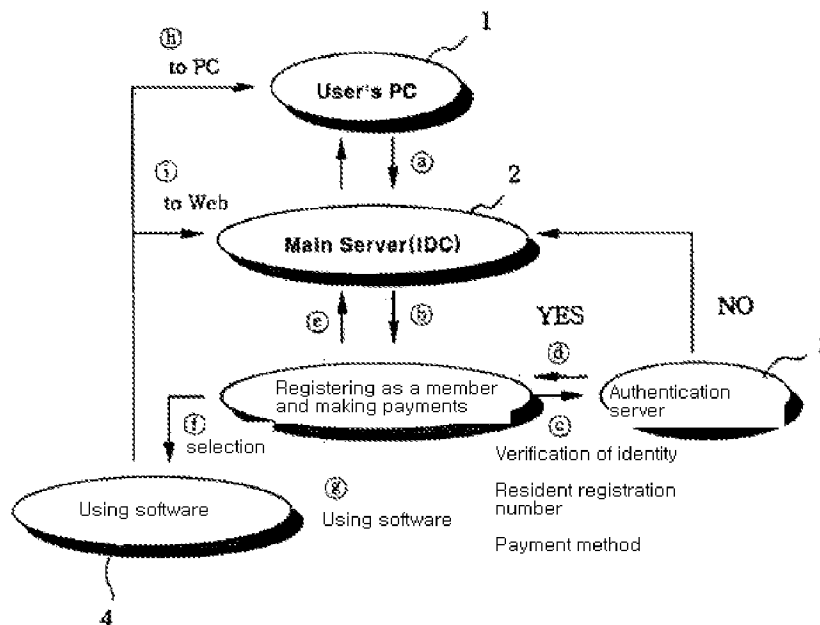 1
ⓗ
to PC
User's PC
ⓐ
ⓘ
2
to Web
Main Server(IDC)
ⓔ
ⓑ
YES
NO
ⓓ
Registering as a member
and making payments
Authentication
server
ⓕ
selection
ⓒ
Verification of identity
Using software
ⓖ
Using software
Resident registration
number
Payment method
4